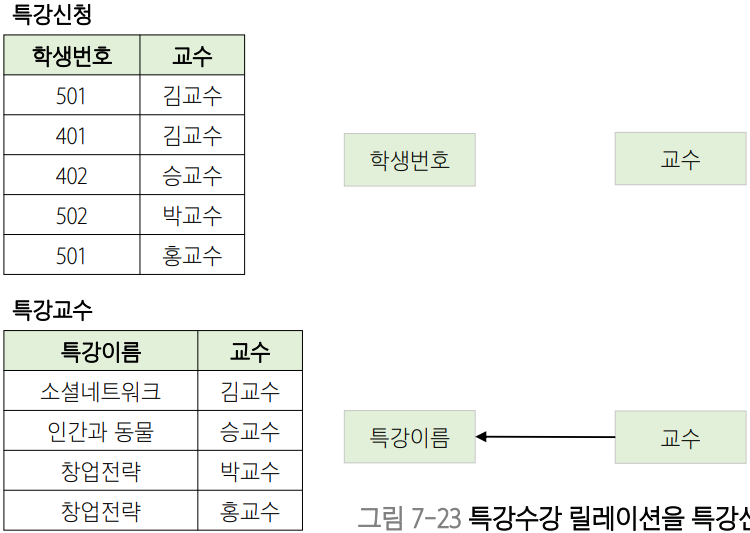 특강신청
학생번호 교수
501 김교수
401 김교수
402 승교수
502 박교수
501 홍교수
학생번호 교수
특강교수
특강이름 교수
소셜네트워크 김교수
인간과 동물 승교수
창업전략 박교수
창업전략 홍교수
특강이름 교수
그림 7-23 특강수강 릴레이션을 특강신